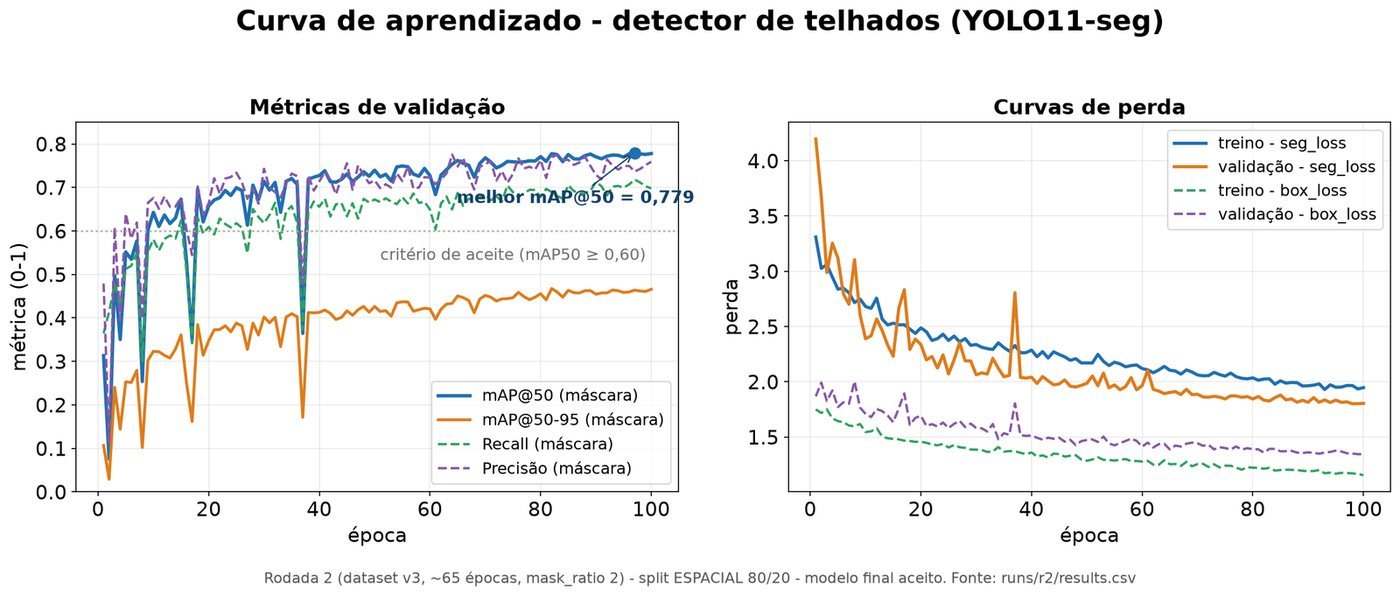 Curva de aprendizado - detector de telhados (YOLO11-seg)
Métricas de validação
métrica (0-1)
0.8
0.7
0.6
0.5
0.4
0.3
0.2
0.1
0.0
melhor mAP@50 = 0,779
critério de aceite (mAP50 ≥ 0,60)
mAP@50 (máscara)
mAP@50-95 (máscara)
Recall (máscara)
Precisão (máscara)
0 20 40 60 80 100
época
Curvas de perda
perda
4.0
3.5
3.0
2.5
2.0
1.5
treino - seg_loss
validação - seg_loss
treino - box_loss
validação - box_loss
0 20 40 60 80 100
época
Rodada 2 (dataset v3, ~65 épocas, mask_ratio 2) - split ESPACIAL 80/20 - modelo final aceito. Fonte: runs/r2/results.csv